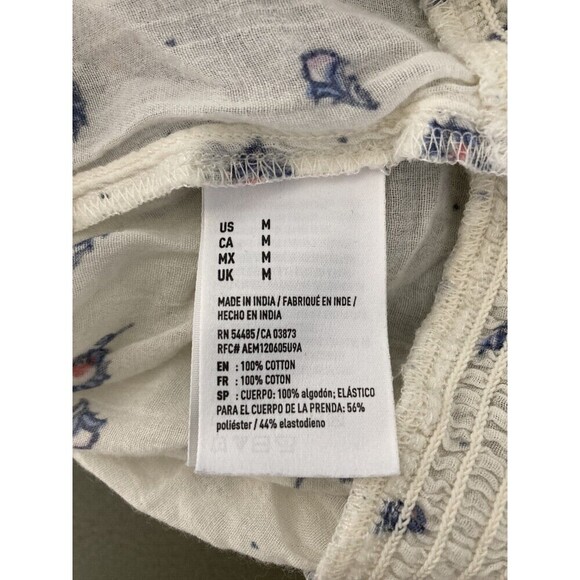 US M
CA M
MX M
UK M
MADE IN INDIA / FABRIQUÉ EN INDE /
HECHO EN INDIA
RN 54485/CA 03873
RFC# AEM120605U9A
EN : 100% COTTON
FR : 100% COTON
SP : CUERPO: 100% algodón; ELÁSTICO
PARA EL CUERPO DE LA PRENDA: 56%
poliéster / 44% elastodieno